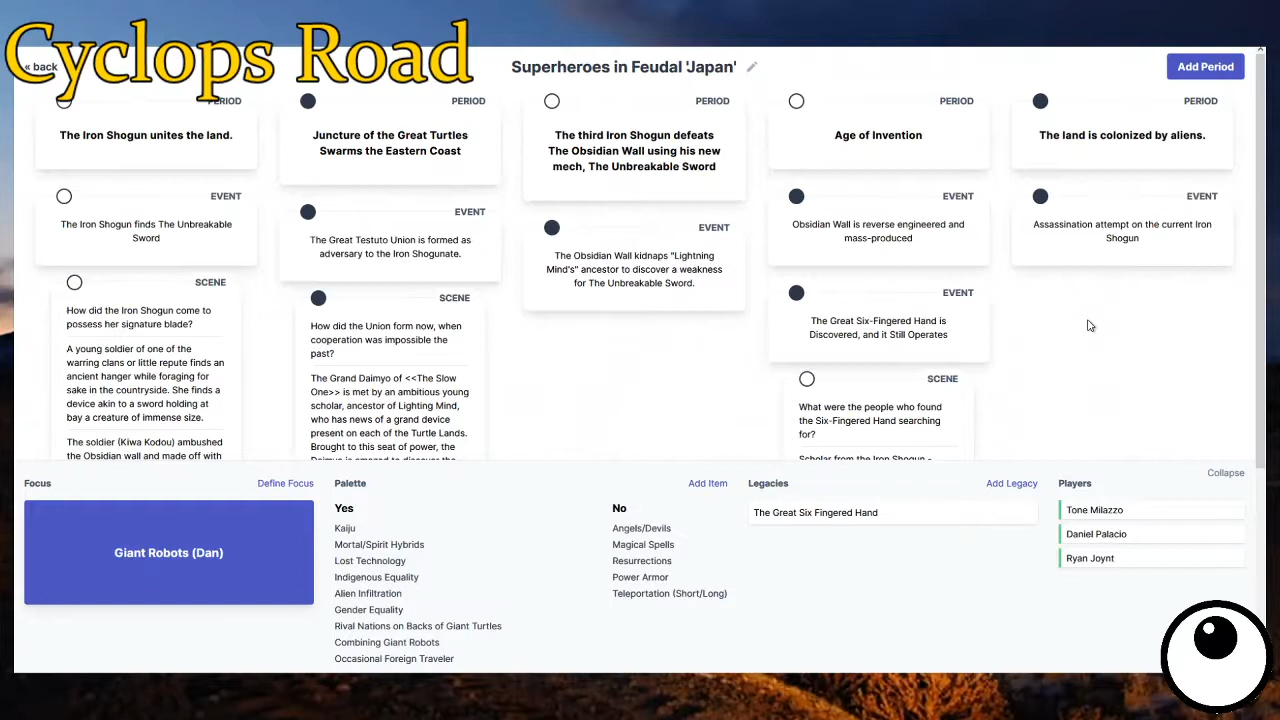 Cyclops Road
« back
Superheroes in Feudal 'Japan'
Add Period
PERIOD
The Iron Shogun unites the land.
EVENT
The Iron Shogun finds The Unbreakable
Sword
SCENE
How did the Iron Shogun come to
possess her signature blade?
A young soldier of one of the
warring clans or little repute finds an
ancient hanger while foraging for
sake in the countryside. She finds a
device akin to a sword holding at
bay a creature of immense size.
The soldier (Kiwa Kodou) ambushed
the Obsidian wall and made off with
PERIOD
Juncture of the Great Turtles
Swarms the Eastern Coast
EVENT
The Great Testuto Union is formed as
adversary to the Iron Shogunate.
SCENE
How did the Union form now, when
cooperation was impossible the
past?
The Grand Daimyo of <<The Slow
One>> is met by an ambitious young
scholar, ancestor of Lighting Mind,
who has news of a grand device
present on each of the Turtle Lands.
Brought to this seat of power, the
Daimyo is amazed to discover the
PERIOD
The third Iron Shogun defeats
The Obsidian Wall using his new
mech, The Unbreakable Sword
EVENT
The Obsidian Wall kidnaps "Lightning
Mind's" ancestor to discover a weakness
for The Unbreakable Sword.
PERIOD
Age of Invention
EVENT
Obsidian Wall is reverse engineered and
mass-produced
EVENT
The Great Six-Fingered Hand is
Discovered, and it Still Operates
SCENE
What were the people who found
the Six-Fingered Hand searching
for?
Scholar from the Iron Shogun -
PERIOD
The land is colonized by aliens.
EVENT
Assassination attempt on the current Iron
Shogun
Collapse
Focus
Define Focus
Giant Robots (Dan)
Palette
Add Item
Yes
Kaiju
Mortal/Spirit Hybrids
Lost Technology
Indigenous Equality
Alien Infiltration
Gender Equality
Rival Nations on Backs of Giant Turtles
Combining Giant Robots
Occasional Foreign Traveler
No
Angels/Devils
Magical Spells
Resurrections
Power Armor
Teleportation (Short/Long)
Legacies
Add Legacy
The Great Six Fingered Hand
Players
Tone Milazzo
Daniel Palacio
Ryan Joynt